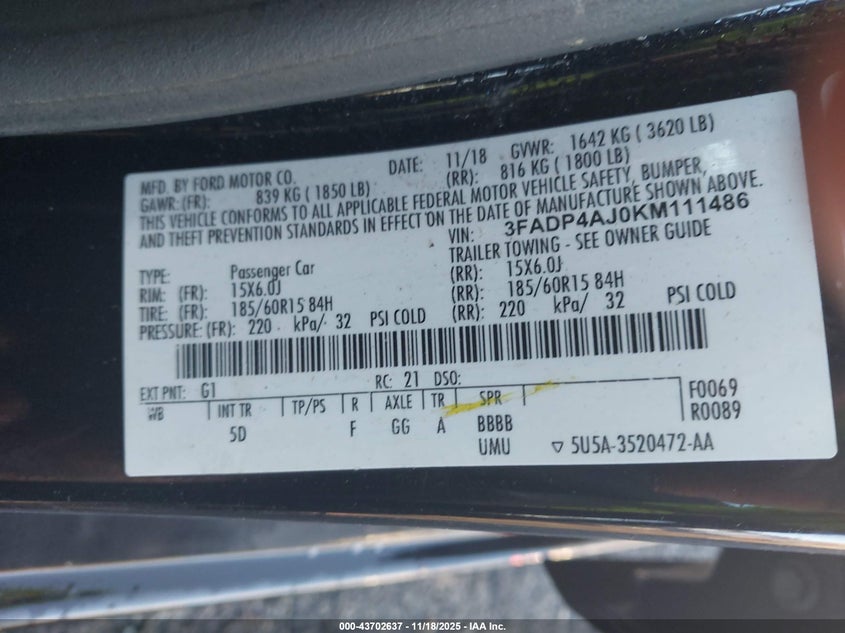 MFD. BY FORD MOTOR CO. DATE: 11/18 GVWR: 1642 KG ( 3620 LB)
GAWR:(FR): 839 KG ( 1850 LB) (RR): 816 KG ( 1800 LB)
THIS VEHICLE CONFORMS TO ALL APPLICABLE FEDERAL MOTOR VEHICLE SAFETY, BUMPER,
AND THEFT PREVENTION STANDARDS IN EFFECT ON THE DATE OF MANUFACTURE SHOWN ABOVE.
VIN: 3FADP4AJ0KM111486
TRAILER TOWING - SEE OWNER GUIDE
TYPE: Passenger Car
RIM: (FR): 15X6.0J (RR): 15X6.0J
TIRE: (FR): 185/60R15 84H (RR): 185/60R15 84H
PRESSURE: (FR): 220 kPa/ 32 PSI COLD (RR): 220 kPa/ 32 PSI COLD
EXT PNT: G1 RC: 21 DSO:
WB INT TR TP/PS R AXLE TR SPR F0069
5D F GG A BBBB R0089
UMU ▽ 5U5A-3520472-AA
000-43702637 - 11/18/2025 - IAA Inc.